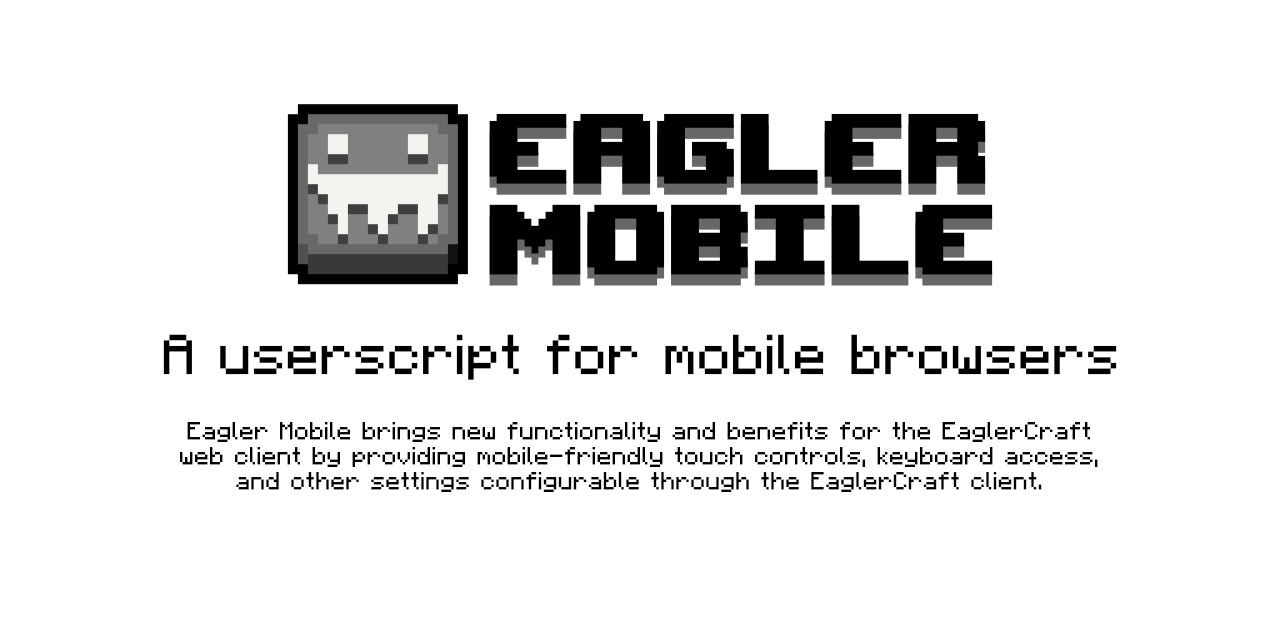 EAGLER
MOBILE
A userscript for mobile browsers
Eagler Mobile brings new functionality and benefits for the EaglerCraft
web client by providing mobile-friendly touch controls, keyboard access,
and other settings configurable through the EaglerCraft client.